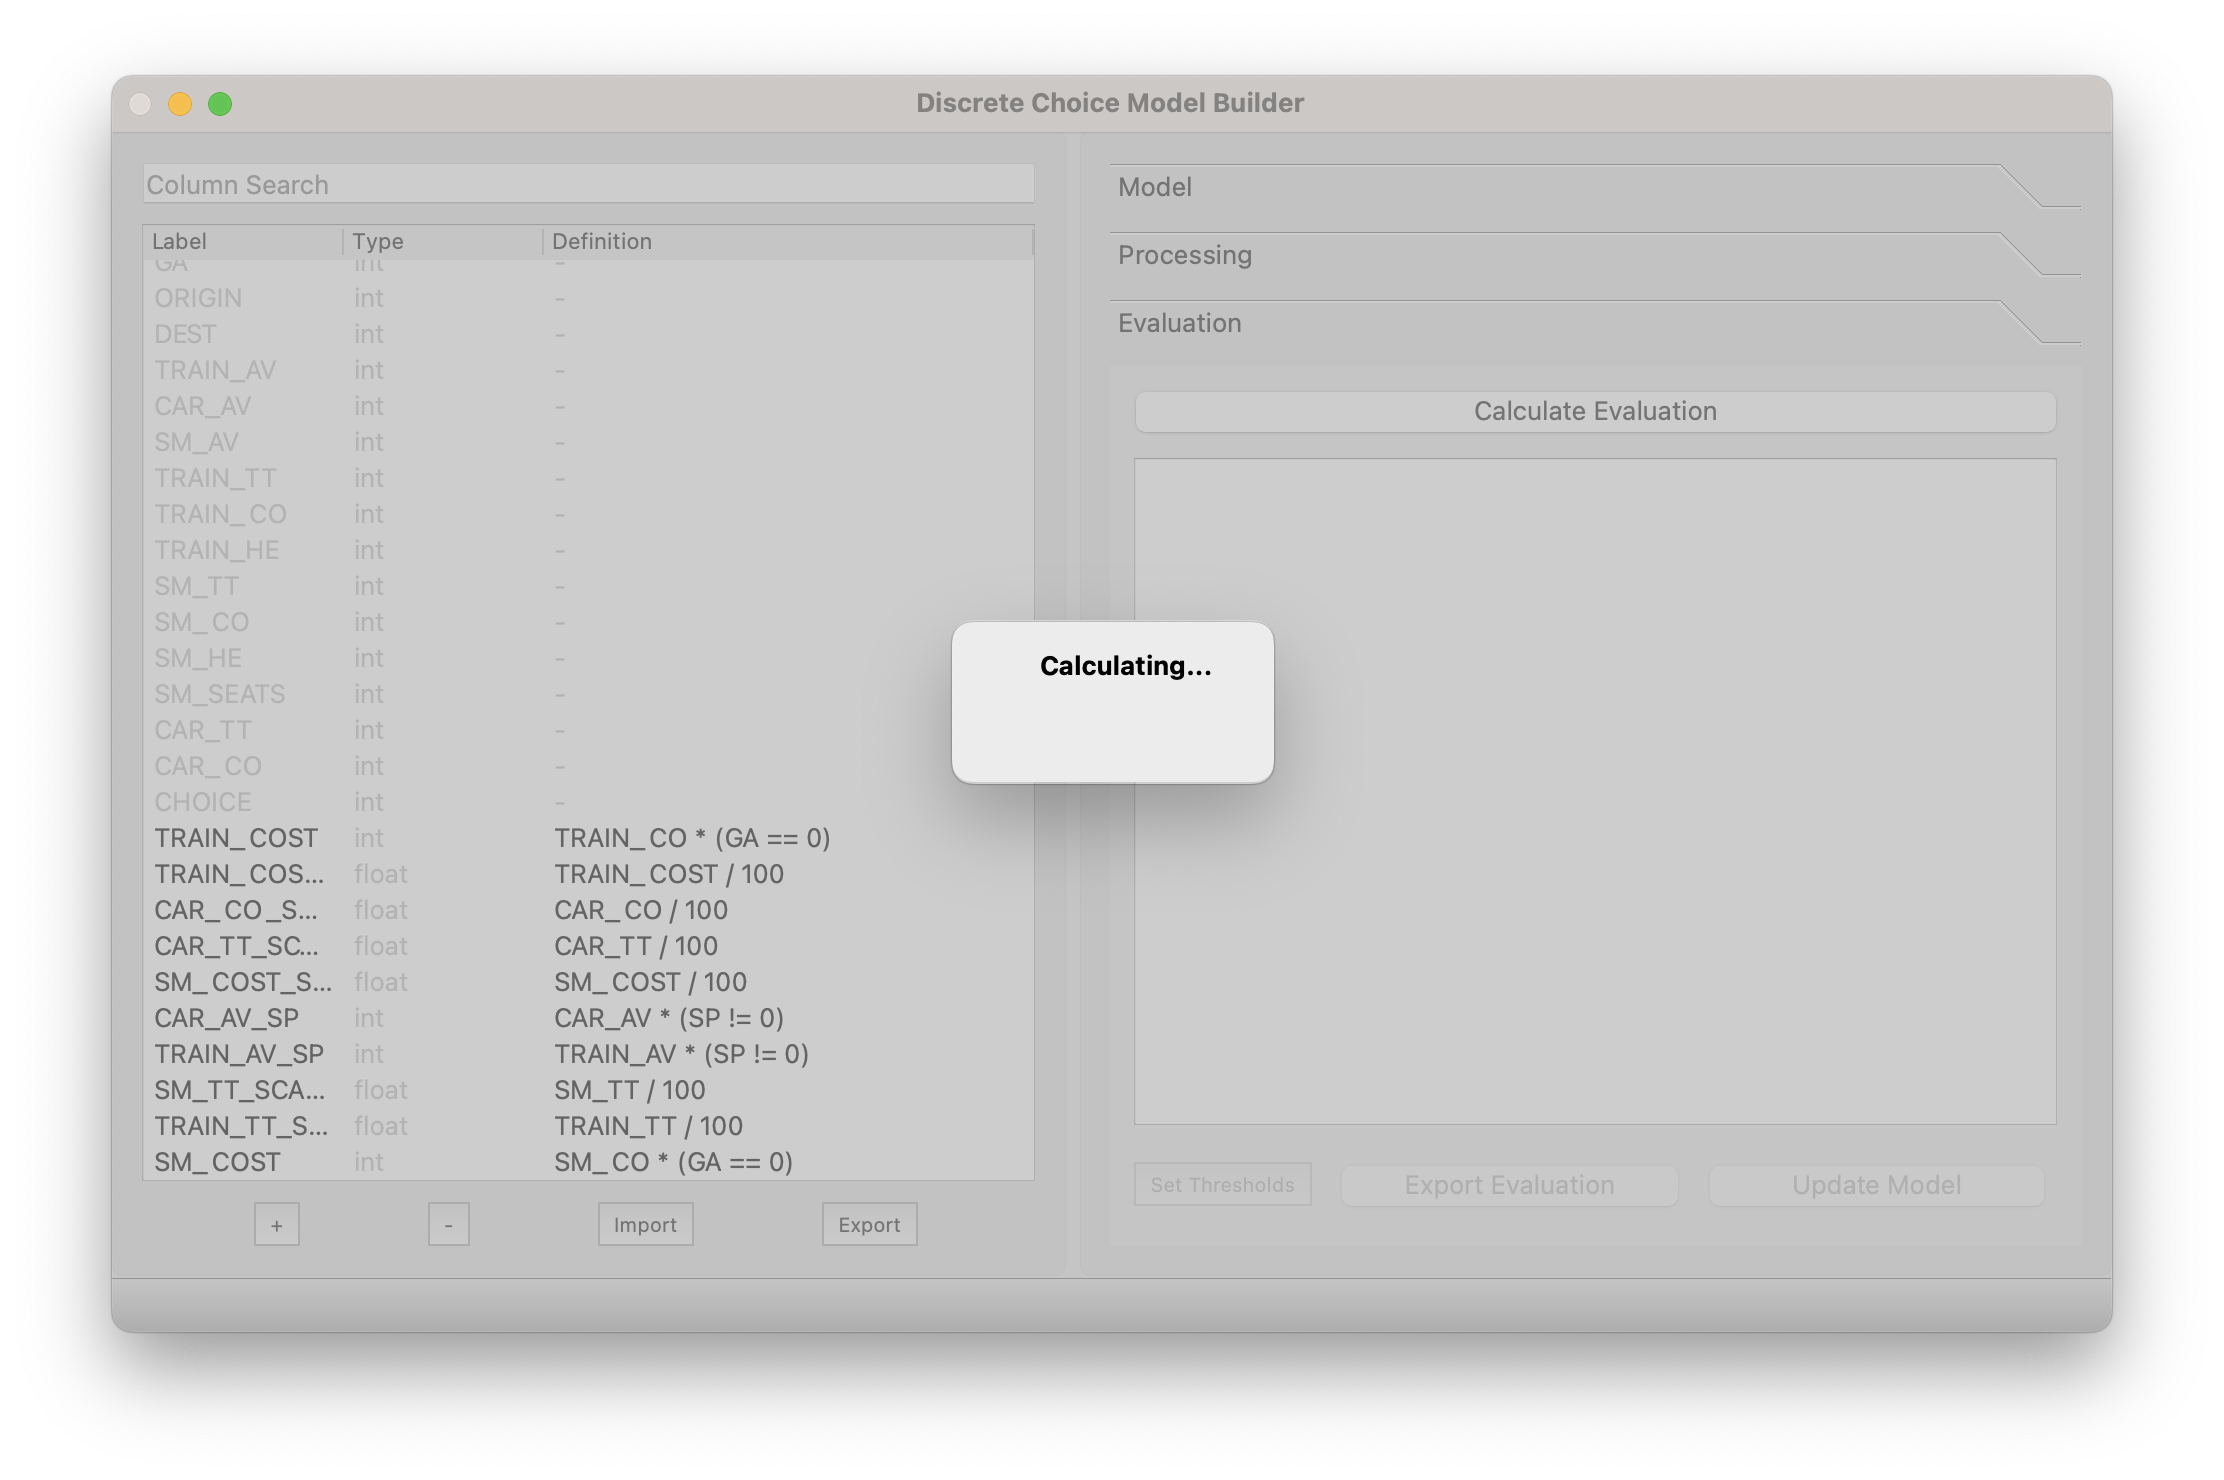 Discrete Choice Model Builder
Column Search
Label Type Definition
GA int -
ORIGIN int -
DEST int -
TRAIN_AV int -
CAR_AV int -
SM_AV int -
TRAIN_TT int -
TRAIN_CO int -
TRAIN_HE int -
SM_TT int -
SM_CO int -
SM_HE int -
SM_SEATS int -
CAR_TT int -
CAR_CO int -
CHOICE int -
TRAIN_COST int TRAIN_CO * (GA == 0)
TRAIN_COS... float TRAIN_COST / 100
CAR_CO_S... float CAR_CO / 100
CAR_TT_SC... float CAR_TT / 100
SM_COST_S... float SM_COST / 100
CAR_AV_SP int CAR_AV * (SP != 0)
TRAIN_AV_SP int TRAIN_AV * (SP != 0)
SM_TT_SCA... float SM_TT / 100
TRAIN_TT_S... float TRAIN_TT / 100
SM_COST int SM_CO * (GA == 0)
+ - Import Export
Model
Processing
Evaluation
Calculate Evaluation
Calculating...
Set Thresholds Export Evaluation Update Model